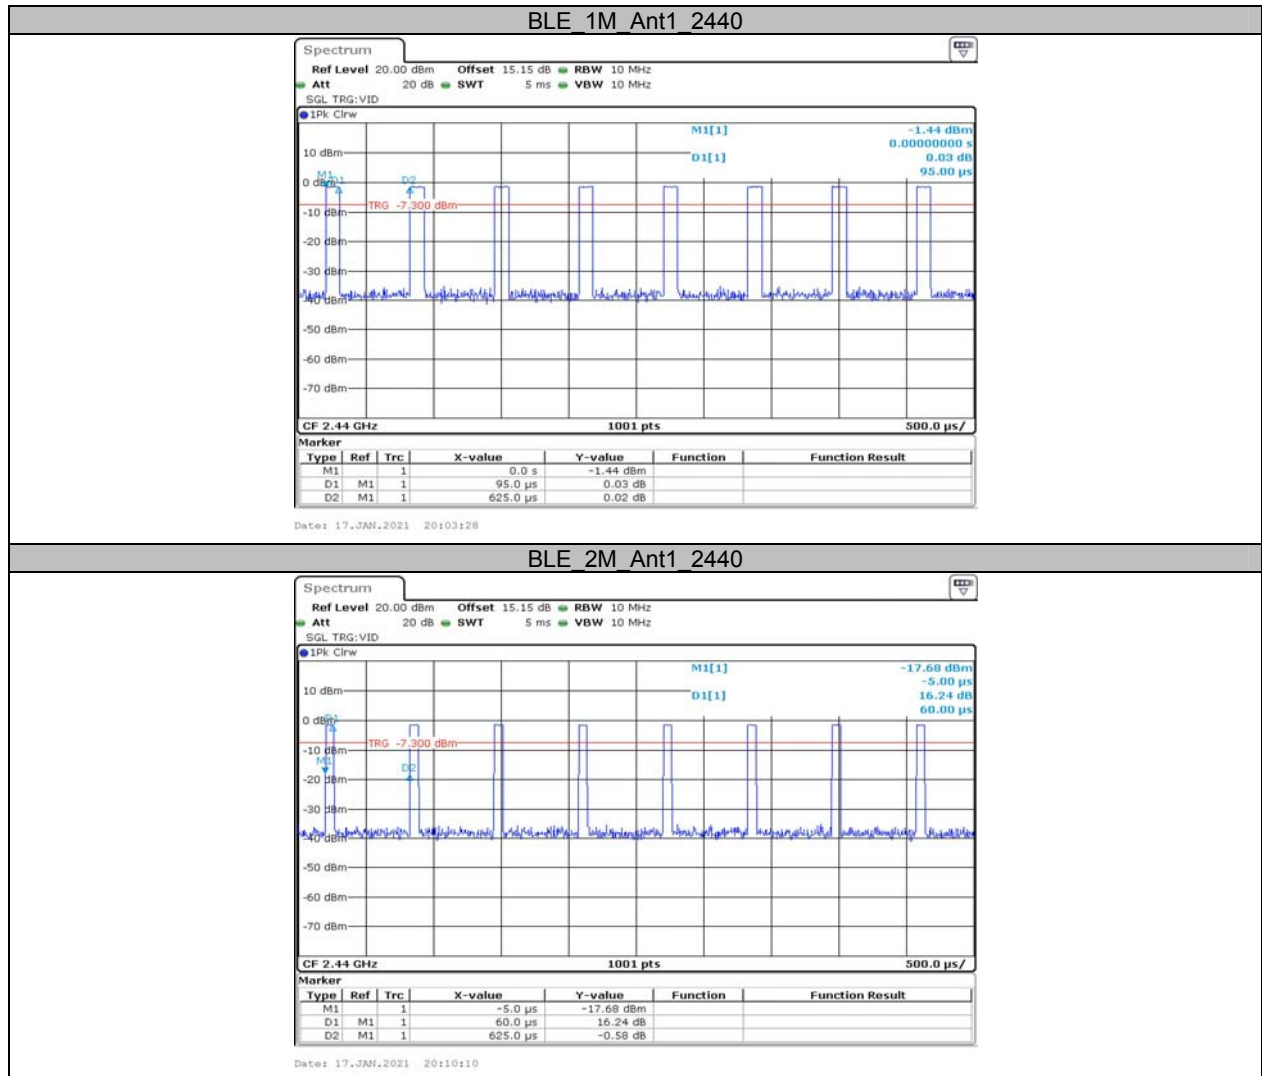 BLE_1M_Ant1_2440
Spectrum
Ref Level 20.00 dBm Offset 15.15 dB RBW 10 MHz
Att 20 dB SWT 5 ms VBW 10 MHz
SGL TRG:VID
1Pk Clrw
M1[1] -1.44 dBm
0.00000000 s
10 dBm
D1[1] 0.03 dB
95.00 µs
M1 D1 D2
0 dBm
TRG -7.300 dBm
-10 dBm
-20 dBm
-30 dBm
-40 dBm
-50 dBm
-60 dBm
-70 dBm
CF 2.44 GHz 1001 pts 500.0 µs/
Marker
Type Ref Trc X-value Y-value Function Function Result
M1 1 0.0 s -1.44 dBm
D1 M1 1 95.0 µs 0.03 dB
D2 M1 1 625.0 µs 0.02 dB
Date: 17.JAN.2021 20:03:28
BLE_2M_Ant1_2440
Spectrum
Ref Level 20.00 dBm Offset 15.15 dB RBW 10 MHz
Att 20 dB SWT 5 ms VBW 10 MHz
SGL TRG:VID
1Pk Clrw
M1[1] -17.68 dBm
-5.00 µs
10 dBm
D1[1] 16.24 dB
60.00 µs
0 dBm D1
TRG -7.300 dBm
-10 dBm
M1 D2
-20 dBm
-30 dBm
-40 dBm
-50 dBm
-60 dBm
-70 dBm
CF 2.44 GHz 1001 pts 500.0 µs/
Marker
Type Ref Trc X-value Y-value Function Function Result
M1 1 -5.0 µs -17.68 dBm
D1 M1 1 60.0 µs 16.24 dB
D2 M1 1 625.0 µs -0.58 dB
Date: 17.JAN.2021 20:10:10